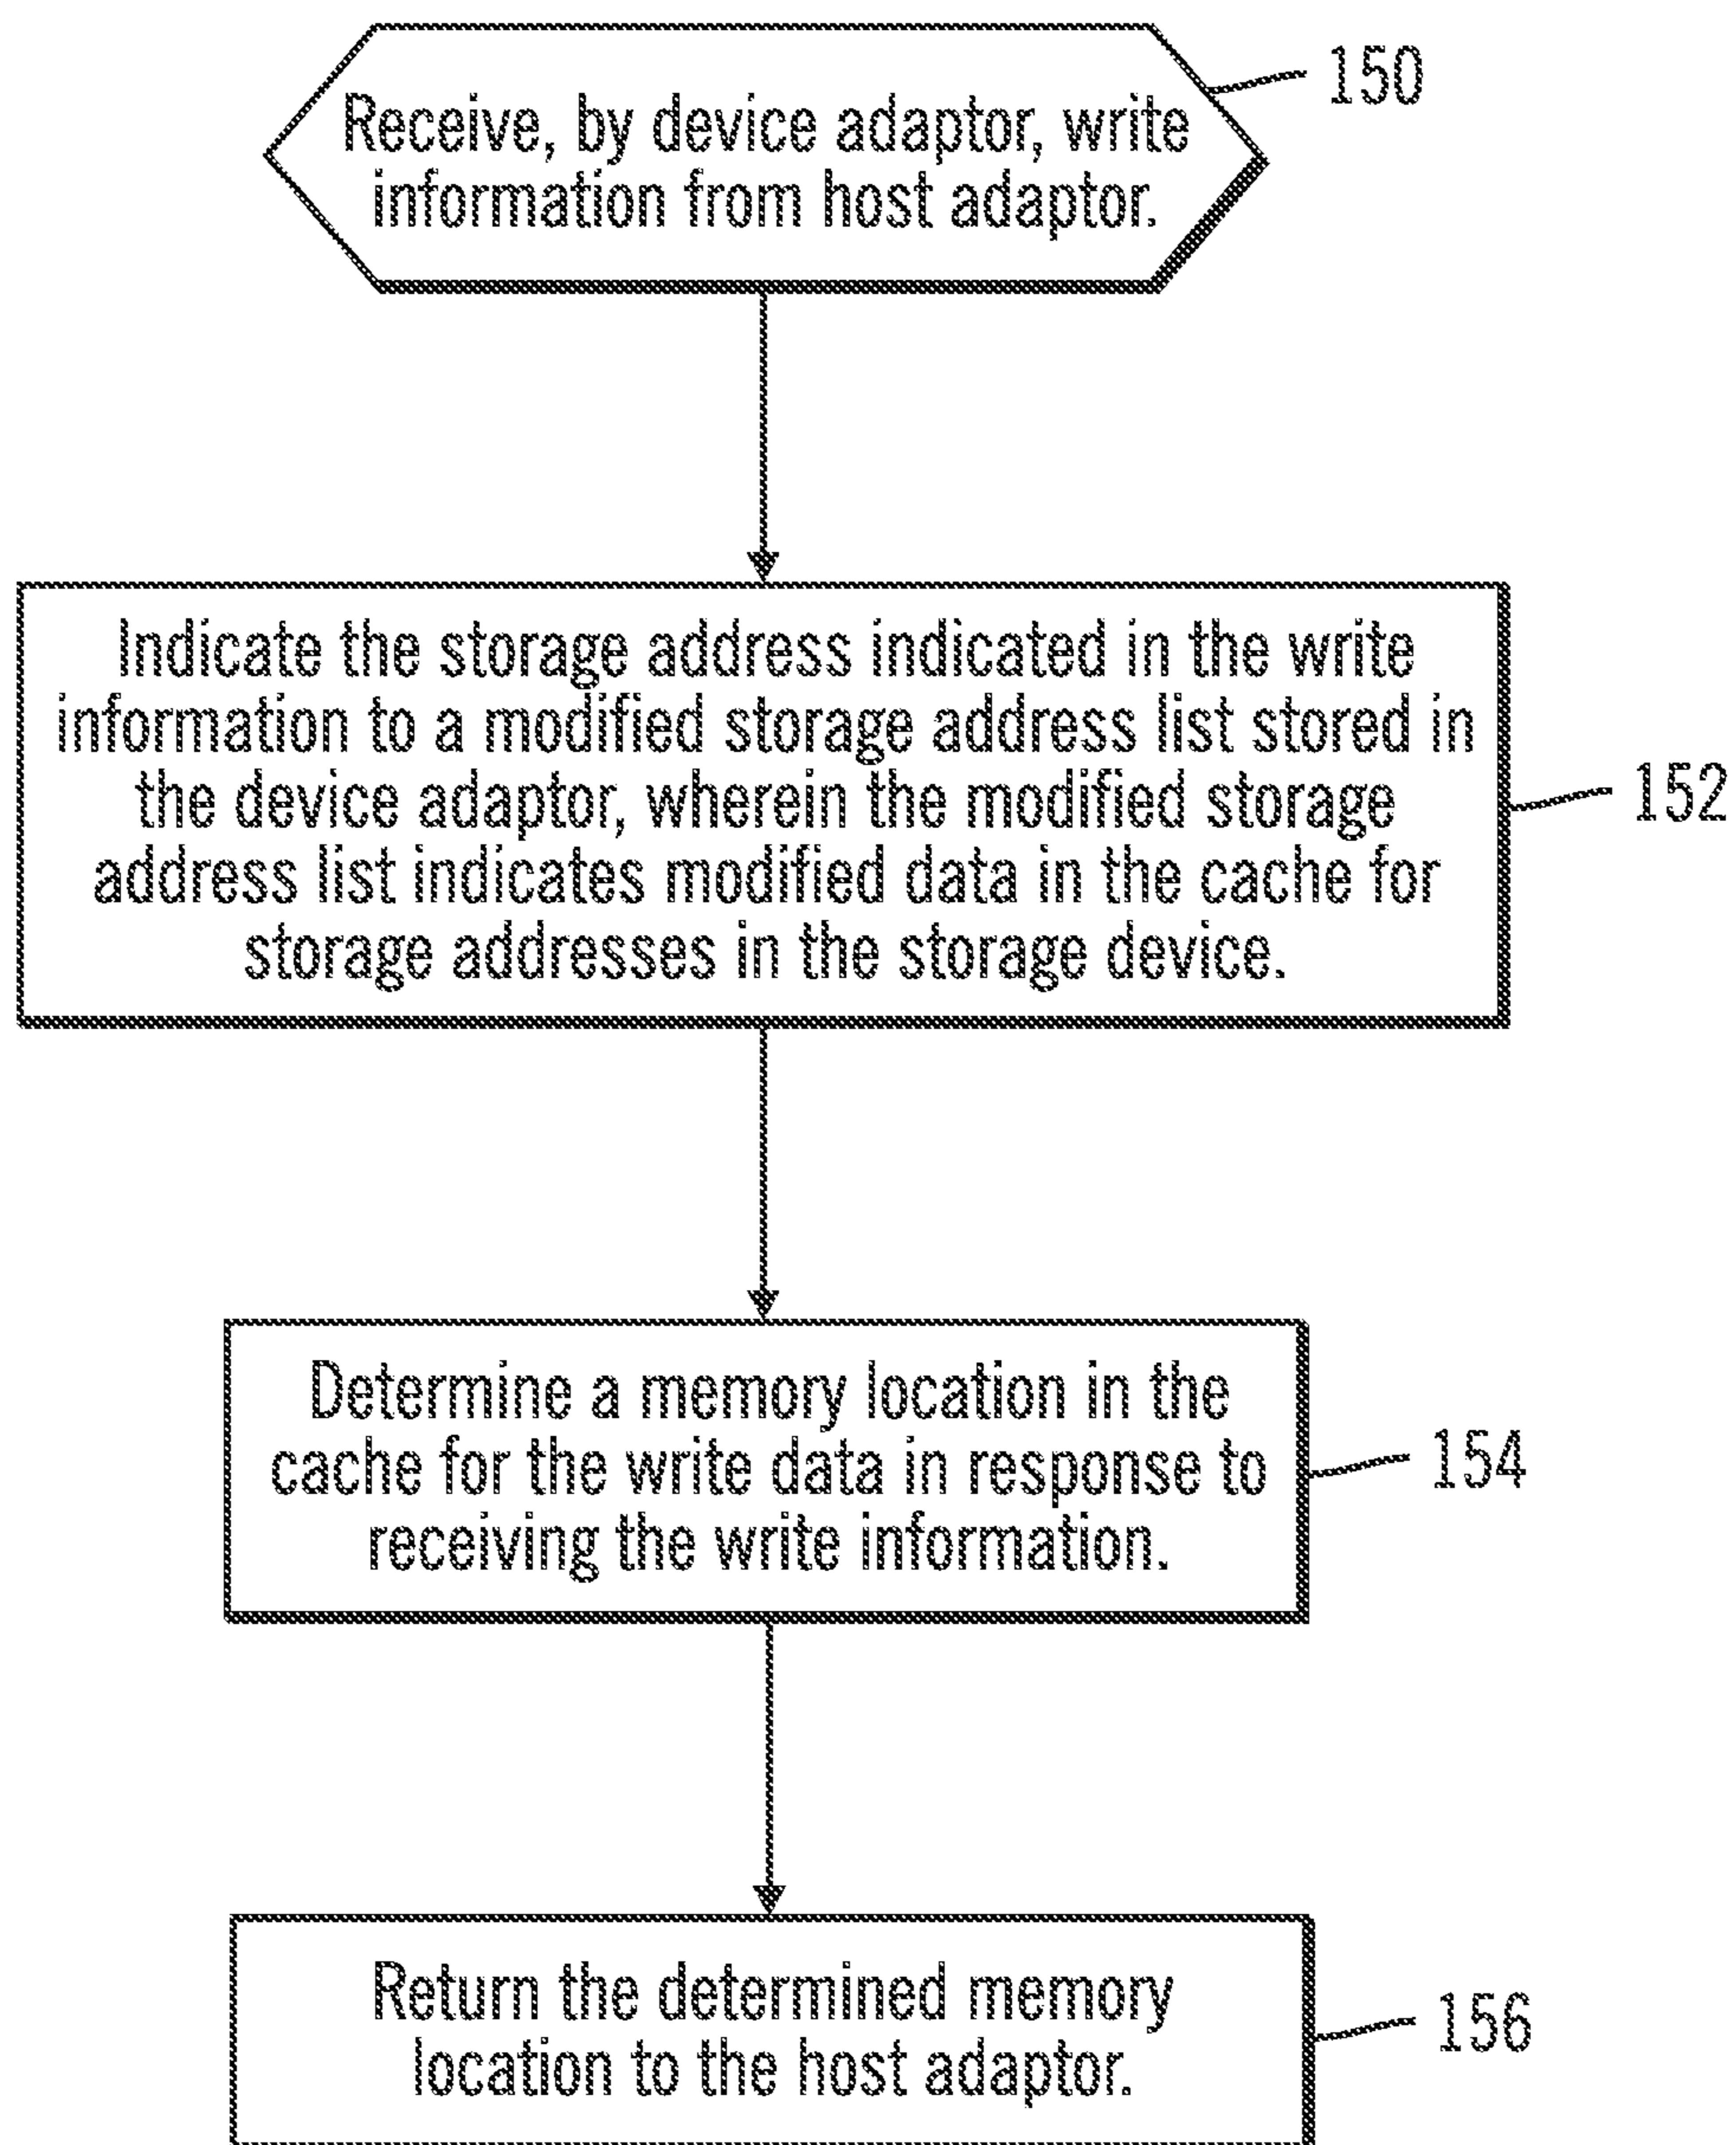 Receive, by device adaptor, write
information from host adaptor.
150
Indicate the storage address indicated in the write
information to a modified storage address list stored in
the device adaptor, wherein the modified storage
address list indicates modified data in the cache for
storage addresses in the storage device.
152
Determine a memory location in the
cache for the write data in response to
receiving the write information.
154
Return the determined memory
location to the host adaptor.
156